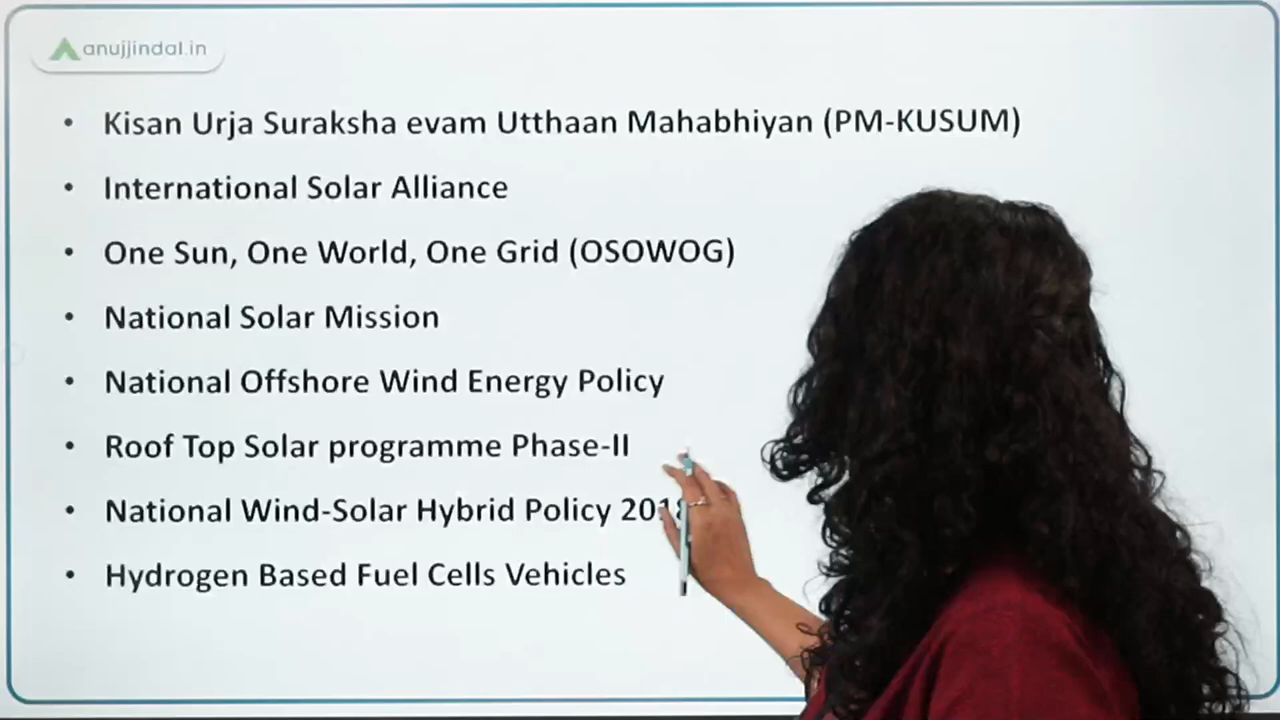 anujjindal.in
• Kisan Urja Suraksha evam Utthaan Mahabhiyan (PM-KUSUM)
• International Solar Alliance
• One Sun, One World, One Grid (OSOWOG)
• National Solar Mission
• National Offshore Wind Energy Policy
• Roof Top Solar programme Phase-II
• National Wind-Solar Hybrid Policy 2018
• Hydrogen Based Fuel Cells Vehicles